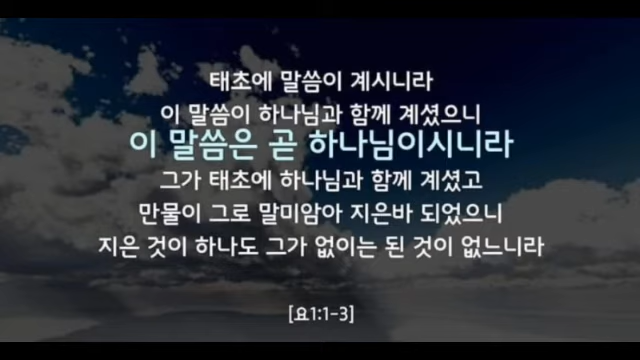 태초에 말씀이 계시니라
이 말씀이 하나님과 함께 계셨으니
이 말씀은 곧 하나님이시니라
그가 태초에 하나님과 함께 계셨고
만물이 그로 말미암아 지은바 되었으니
지은 것이 하나도 그가 없이는 된 것이 없느니라
[요1:1-3]